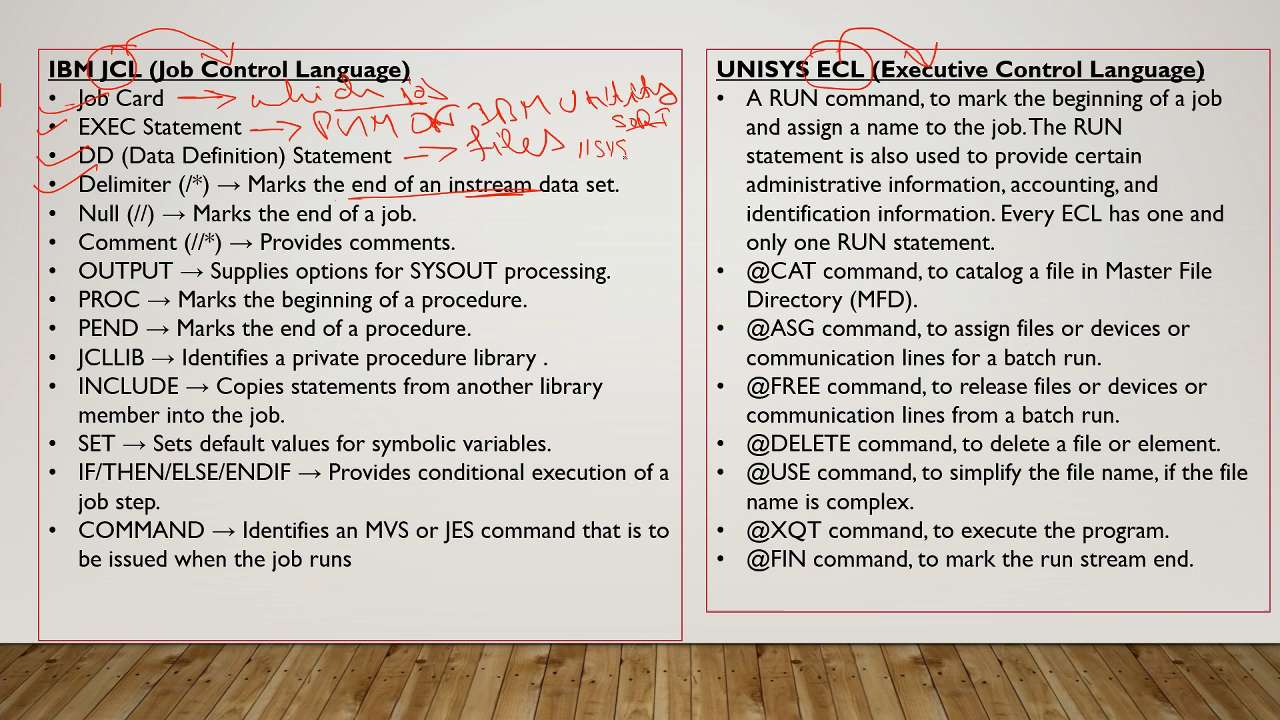 IBM JCL (Job Control Language)
• Job Card → which job
• EXEC Statement → PGM OR IBM Utility
SORT
• DD (Data Definition) Statement → files //SYS
• Delimiter (/*) → Marks the end of an instream data set.
• Null (//) → Marks the end of a job.
• Comment (//*) → Provides comments.
• OUTPUT → Supplies options for SYSOUT processing.
• PROC → Marks the beginning of a procedure.
• PEND → Marks the end of a procedure.
• JCLLIB → Identifies a private procedure library .
• INCLUDE → Copies statements from another library
member into the job.
• SET → Sets default values for symbolic variables.
• IF/THEN/ELSE/ENDIF → Provides conditional execution of a
job step.
• COMMAND → Identifies an MVS or JES command that is to
be issued when the job runs
UNISYS ECL (Executive Control Language)
• A RUN command, to mark the beginning of a job
and assign a name to the job. The RUN
statement is also used to provide certain
administrative information, accounting, and
identification information. Every ECL has one and
only one RUN statement.
• @CAT command, to catalog a file in Master File
Directory (MFD).
• @ASG command, to assign files or devices or
communication lines for a batch run.
• @FREE command, to release files or devices or
communication lines from a batch run.
• @DELETE command, to delete a file or element.
• @USE command, to simplify the file name, if the file
name is complex.
• @XQT command, to execute the program.
• @FIN command, to mark the run stream end.